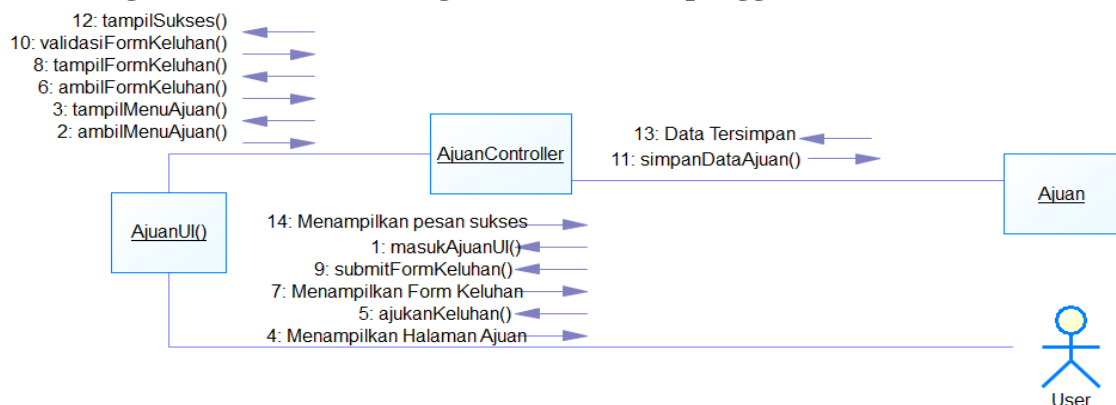 12: tampilSukses()
10: validasiFormKeluhan()
8: tampilFormKeluhan()
6: ambilFormKeluhan()
3: tampilMenuAjuan()
2: ambilMenuAjuan()
AjuanController
13: Data Tersimpan
11: simpanDataAjuan()
Ajuan
AjuanUI()
14: Menampilkan pesan sukses
1: masukAjuanUI()
9: submitFormKeluhan()
7: Menampilkan Form Keluhan
5: ajukanKeluhan()
4: Menampilkan Halaman Ajuan
User